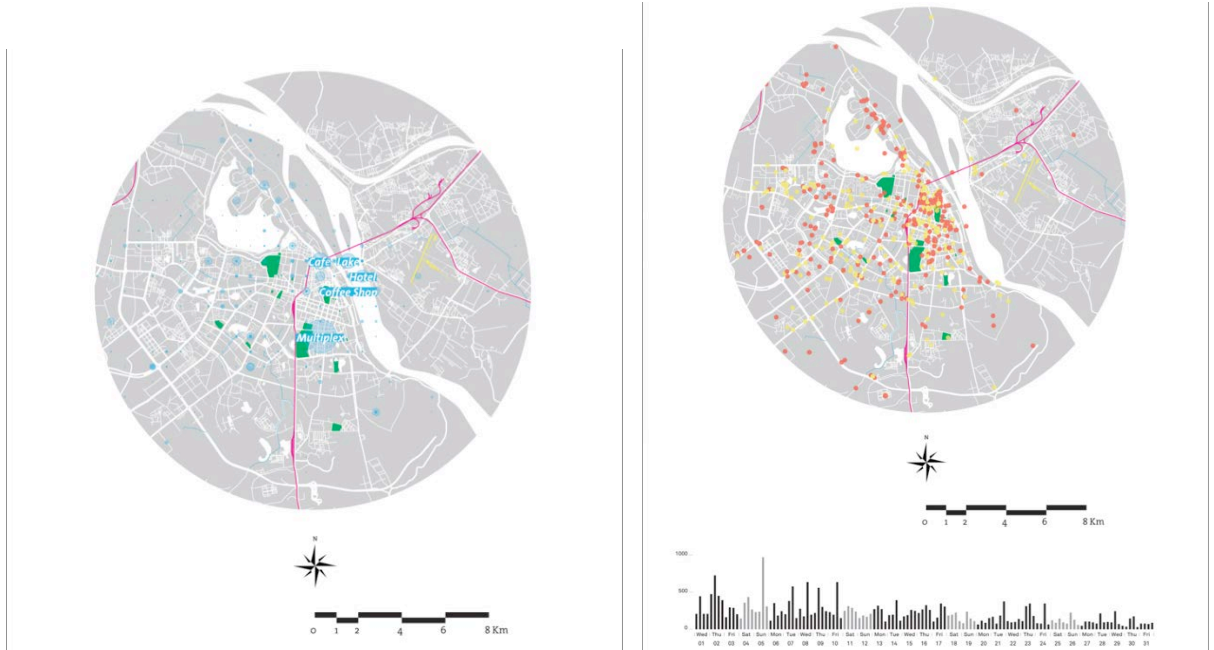 Cafe Lake
Hotel
Coffee Shop
Multiplex
N
0 1 2 4 6 8 Km
N
0 1 2 4 6 8 Km
1000
500
0
Wed Thu Fri Sat Sun Mon Tue Wed Thu Fri Sat Sun Mon Tue Wed Thu Fri Sat Sun Mon Tue Wed Thu Fri Sat Sun Mon Tue Wed Thu Fri
01 02 03 04 05 06 07 08 09 10 11 12 13 14 15 16 17 18 19 20 21 22 23 24 25 26 27 28 29 30 31